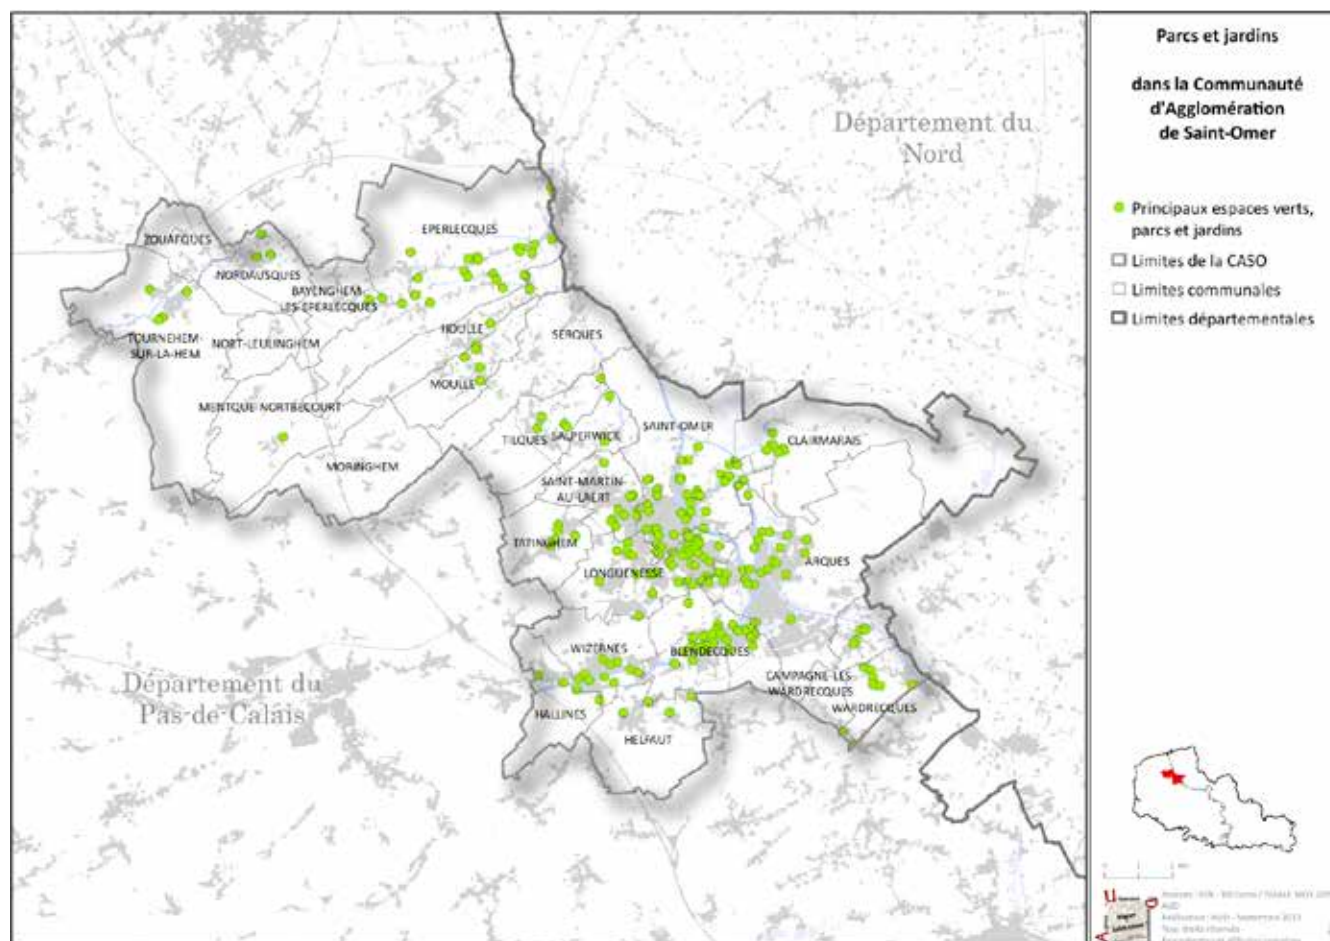 Parcs et jardins
dans la Communauté
d'Agglomération
de Saint-Omer
Principaux espaces verts,
parcs et jardins
Limites de la CASO
Limites communales
Limites départementales
Département du
Nord
EPERLECQUES
ZOUAFQUES
NORDAUSQUES
BAYENGHEM-
LES-EPERLECQUES
TOURNEHEM-
SUR-LA-HEM
NORT-LEULINGHEM
HOULLE
SERQUES
MOULLE
MENTQUE-NORTBECOURT
TILQUES
SALPERWICK
SAINT-OMER
CLAIRMARAIS
MORINGHEM
SAINT-MARTIN-
AU-LAERT
TATINGHEM
LONGUENESSE
ARQUES
WIZERNES
BLENDECQUES
CAMPAGNE-LES-
WARDRECQUES
WARDRECQUES
HALLINES
HELFAUT
Département du
Pas-de-Calais